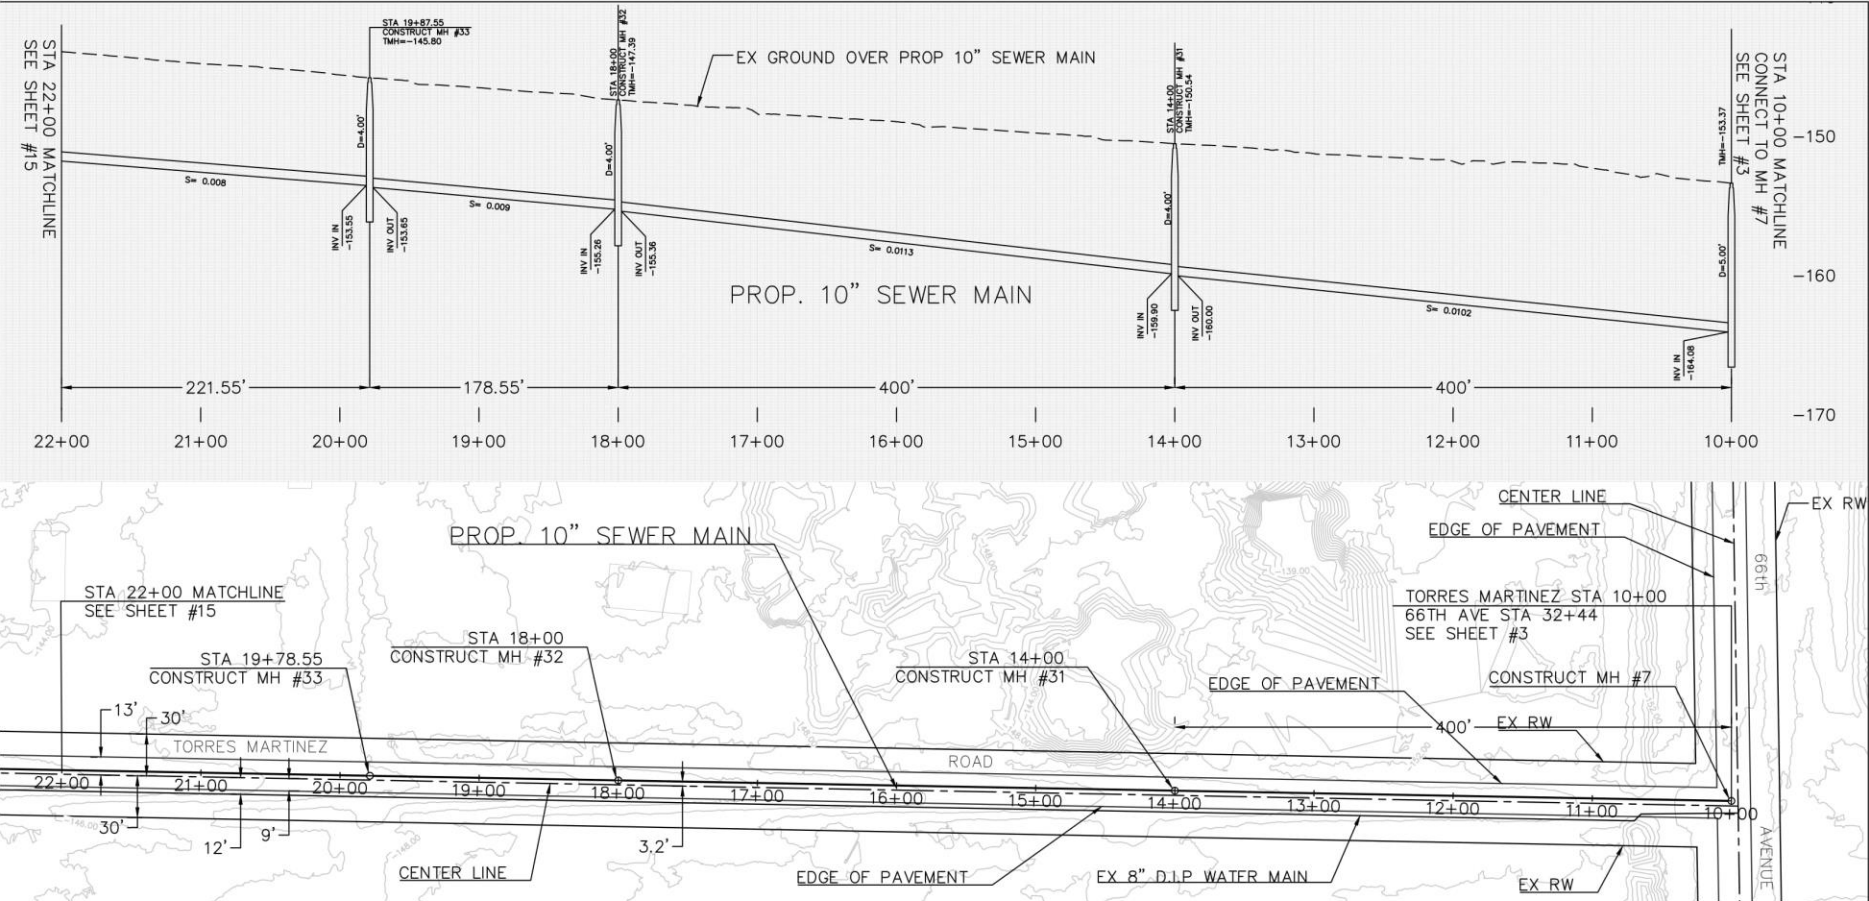 STA 22+00 MATCHLINE
SEE SHEET #15
STA 19+87.55
CONSTRUCT MH #33
TMH=-145.80
STA 18+00
CONSTRUCT MH #32
TMH=-147.39
EX GROUND OVER PROP 10" SEWER MAIN
STA 14+00
CONSTRUCT MH #31
TMH=-150.54
TMH=-153.37
STA 10+00 MATCHLINE
CONNECT TO MH #7
SEE SHEET #3
-150
-160
-170
D=4.00'
D=4.00'
D=4.00'
D=5.00'
S= 0.008
S= 0.009
S= 0.0113
S= 0.0102
INV IN
-153.55
INV OUT
-153.65
INV IN
-155.26
INV OUT
-155.36
INV IN
-159.90
INV OUT
-160.00
INV IN
-164.08
PROP. 10" SEWER MAIN
221.55'
178.55'
400'
400'
22+00
21+00
20+00
19+00
18+00
17+00
16+00
15+00
14+00
13+00
12+00
11+00
10+00
PROP. 10" SEWER MAIN
CENTER LINE
EX RW
EDGE OF PAVEMENT
66th
-139.00
STA 22+00 MATCHLINE
SEE SHEET #15
TORRES MARTINEZ STA 10+00
66TH AVE STA 32+44
SEE SHEET #3
STA 18+00
CONSTRUCT MH #32
STA 19+78.55
CONSTRUCT MH #33
STA 14+00
CONSTRUCT MH #31
EDGE OF PAVEMENT
CONSTRUCT MH #7
13'
30'
400'
EX RW
TORRES MARTINEZ
ROAD
22+00
21+00
20+00
19+00
18+00
17+00
16+00
15+00
14+00
13+00
12+00
11+00
10+00
-148.00
30'
12'
9'
3.2'
-148.00
CENTER LINE
EDGE OF PAVEMENT
EX 8" D.I.P WATER MAIN
EX RW
AVENUE